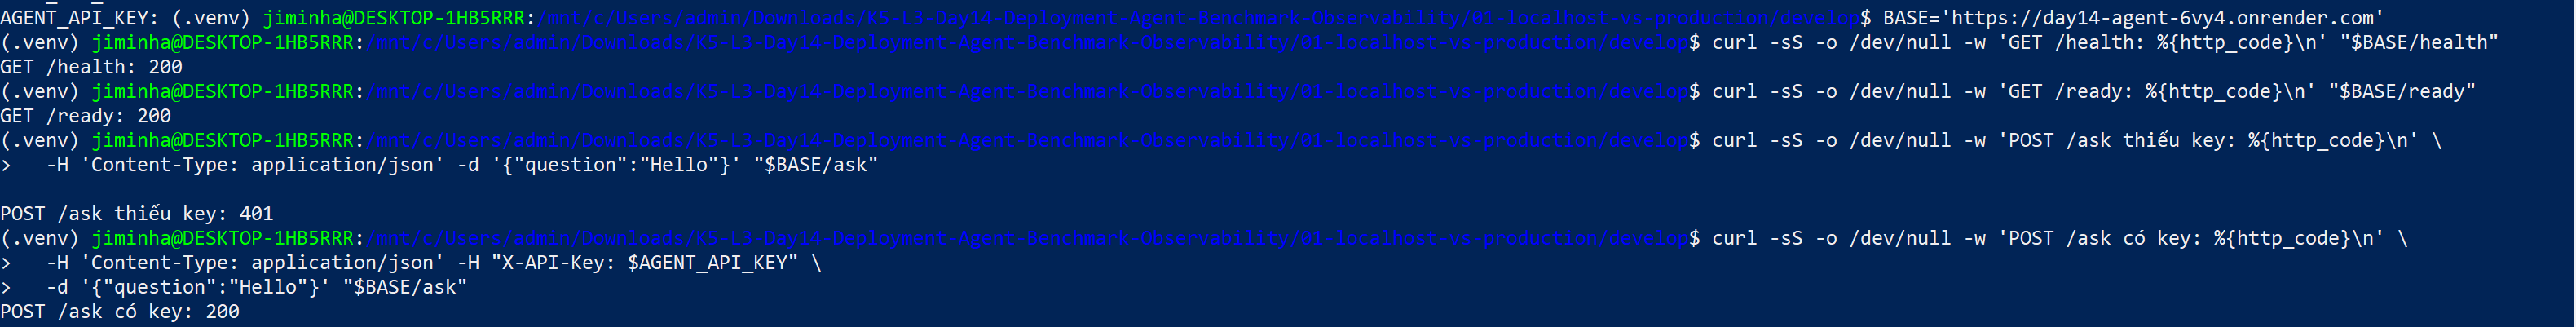 AGENT_API_KEY: (.venv) jiminha@DESKTOP-1HB5RRR:/mnt/c/Users/admin/Downloads/K5-L3-Day14-Deployment-Agent-Benchmark-Observability/01-localhost-vs-production/develop$ BASE='https://day14-agent-6vy4.onrender.com'
(.venv) jiminha@DESKTOP-1HB5RRR:/mnt/c/Users/admin/Downloads/K5-L3-Day14-Deployment-Agent-Benchmark-Observability/01-localhost-vs-production/develop$ curl -sS -o /dev/null -w 'GET /health: %{http_code}\n' "$BASE/health"
GET /health: 200
(.venv) jiminha@DESKTOP-1HB5RRR:/mnt/c/Users/admin/Downloads/K5-L3-Day14-Deployment-Agent-Benchmark-Observability/01-localhost-vs-production/develop$ curl -sS -o /dev/null -w 'GET /ready: %{http_code}\n' "$BASE/ready"
GET /ready: 200
(.venv) jiminha@DESKTOP-1HB5RRR:/mnt/c/Users/admin/Downloads/K5-L3-Day14-Deployment-Agent-Benchmark-Observability/01-localhost-vs-production/develop$ curl -sS -o /dev/null -w 'POST /ask thiếu key: %{http_code}\n' \
>   -H 'Content-Type: application/json' -d '{"question":"Hello"}' "$BASE/ask"
POST /ask thiếu key: 401
(.venv) jiminha@DESKTOP-1HB5RRR:/mnt/c/Users/admin/Downloads/K5-L3-Day14-Deployment-Agent-Benchmark-Observability/01-localhost-vs-production/develop$ curl -sS -o /dev/null -w 'POST /ask có key: %{http_code}\n' \
>   -H 'Content-Type: application/json' -H "X-API-Key: $AGENT_API_KEY" \
>   -d '{"question":"Hello"}' "$BASE/ask"
POST /ask có key: 200